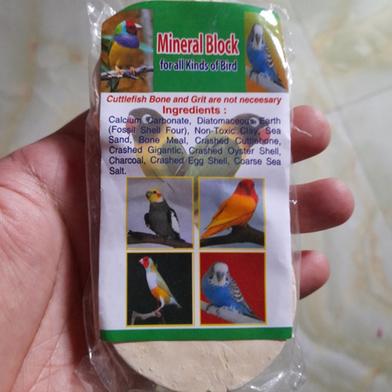 Mineral Block
for all Kinds of Bird
Cuttlefish Bone and Grit are not neceesary
Ingredients :
Calcium Carbonate, Diatomaceous Earth
(Fossil Shell Four), Non-Toxic Clay, Sea
Sand, Bone Meal, Crashed Cuttlebone,
Crashed Gigantic, Crashed Oyster Shell,
Charcoal, Crashed Egg Shell, Coarse Sea
Salt.